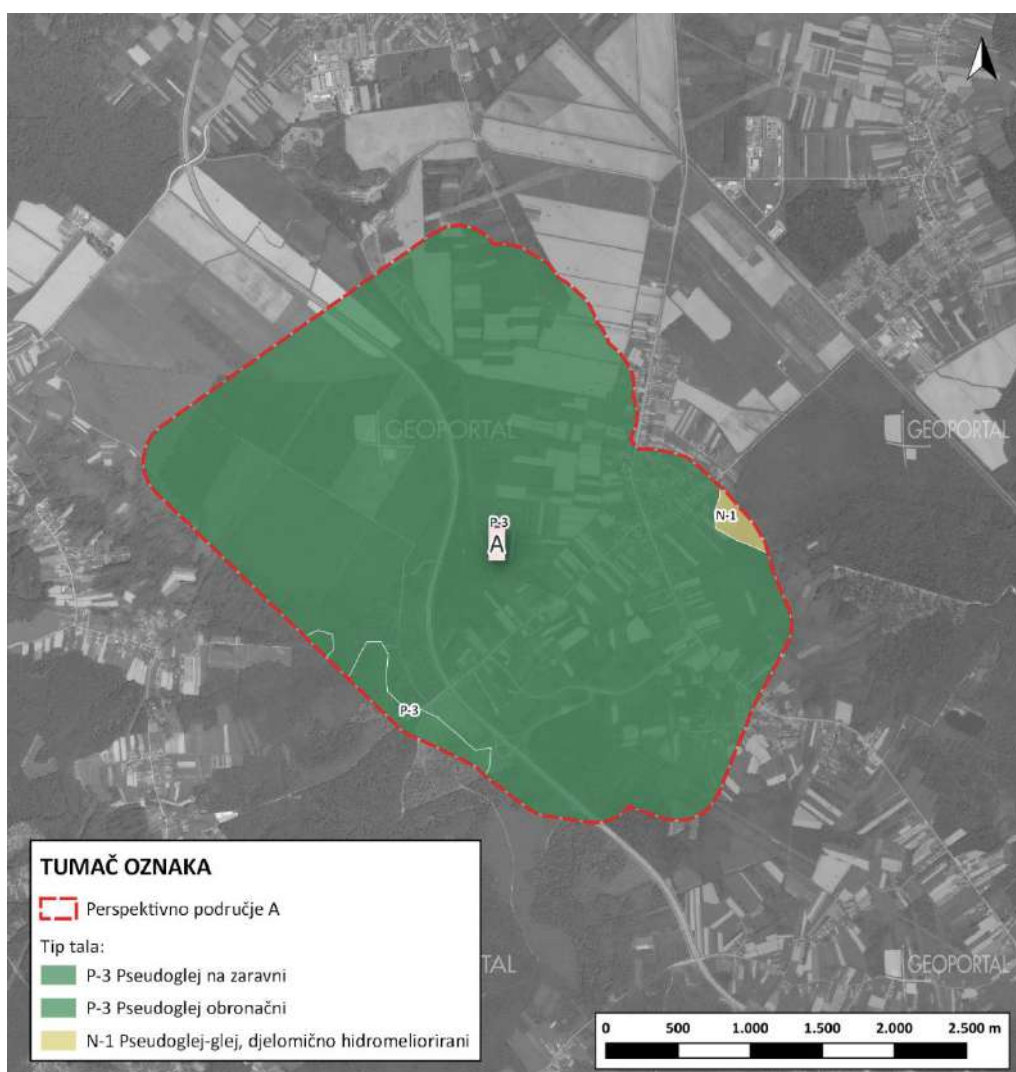 GEOPORTAL
GEOPORTAL
N-1
P-3
A
P-3
TUMAČ OZNAKA
Perspektivno područje A
Tip tala:
P-3 Pseudoglej na zaravni
P-3 Pseudoglej obronačni
N-1 Pseudoglej-glej, djelomično hidromeliorirani
TAL
GEOPORTAL
0 500 1.000 1.500 2.000 2.500 m